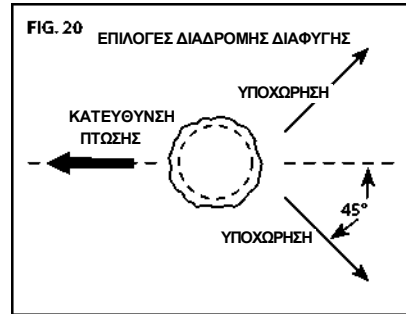 FIG. 20
ΕΠΙΛΟΓΕΣ ΔΙΑΔΡΟΜΗΣ ΔΙΑΦΥΓΗΣ
ΥΠΟΧΩΡΗΣΗ
ΚΑΤΕΥΘΥΝΣΗ
ΠΤΩΣΗΣ
45°
ΥΠΟΧΩΡΗΣΗ